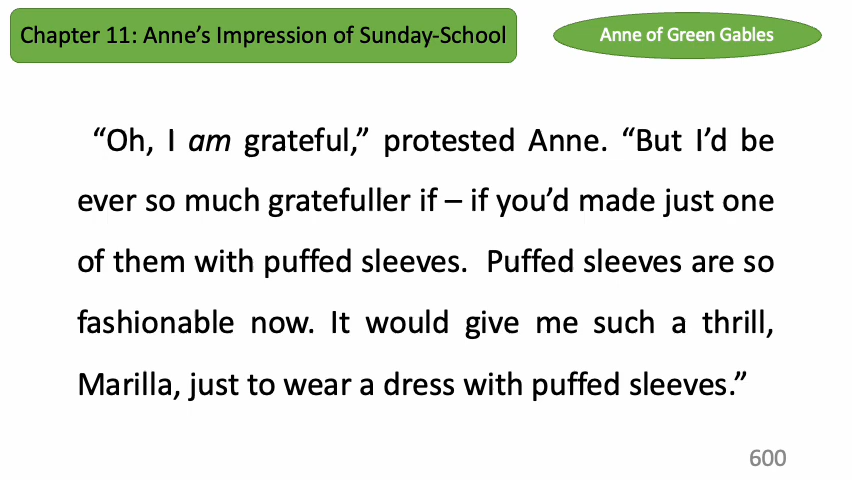 Chapter 11: Anne’s Impression of Sunday-School
Anne of Green Gables
“Oh, I am grateful,” protested Anne. “But I’d be
ever so much gratefuller if – if you’d made just one
of them with puffed sleeves.  Puffed sleeves are so
fashionable now. It would give me such a thrill,
Marilla, just to wear a dress with puffed sleeves.”
600